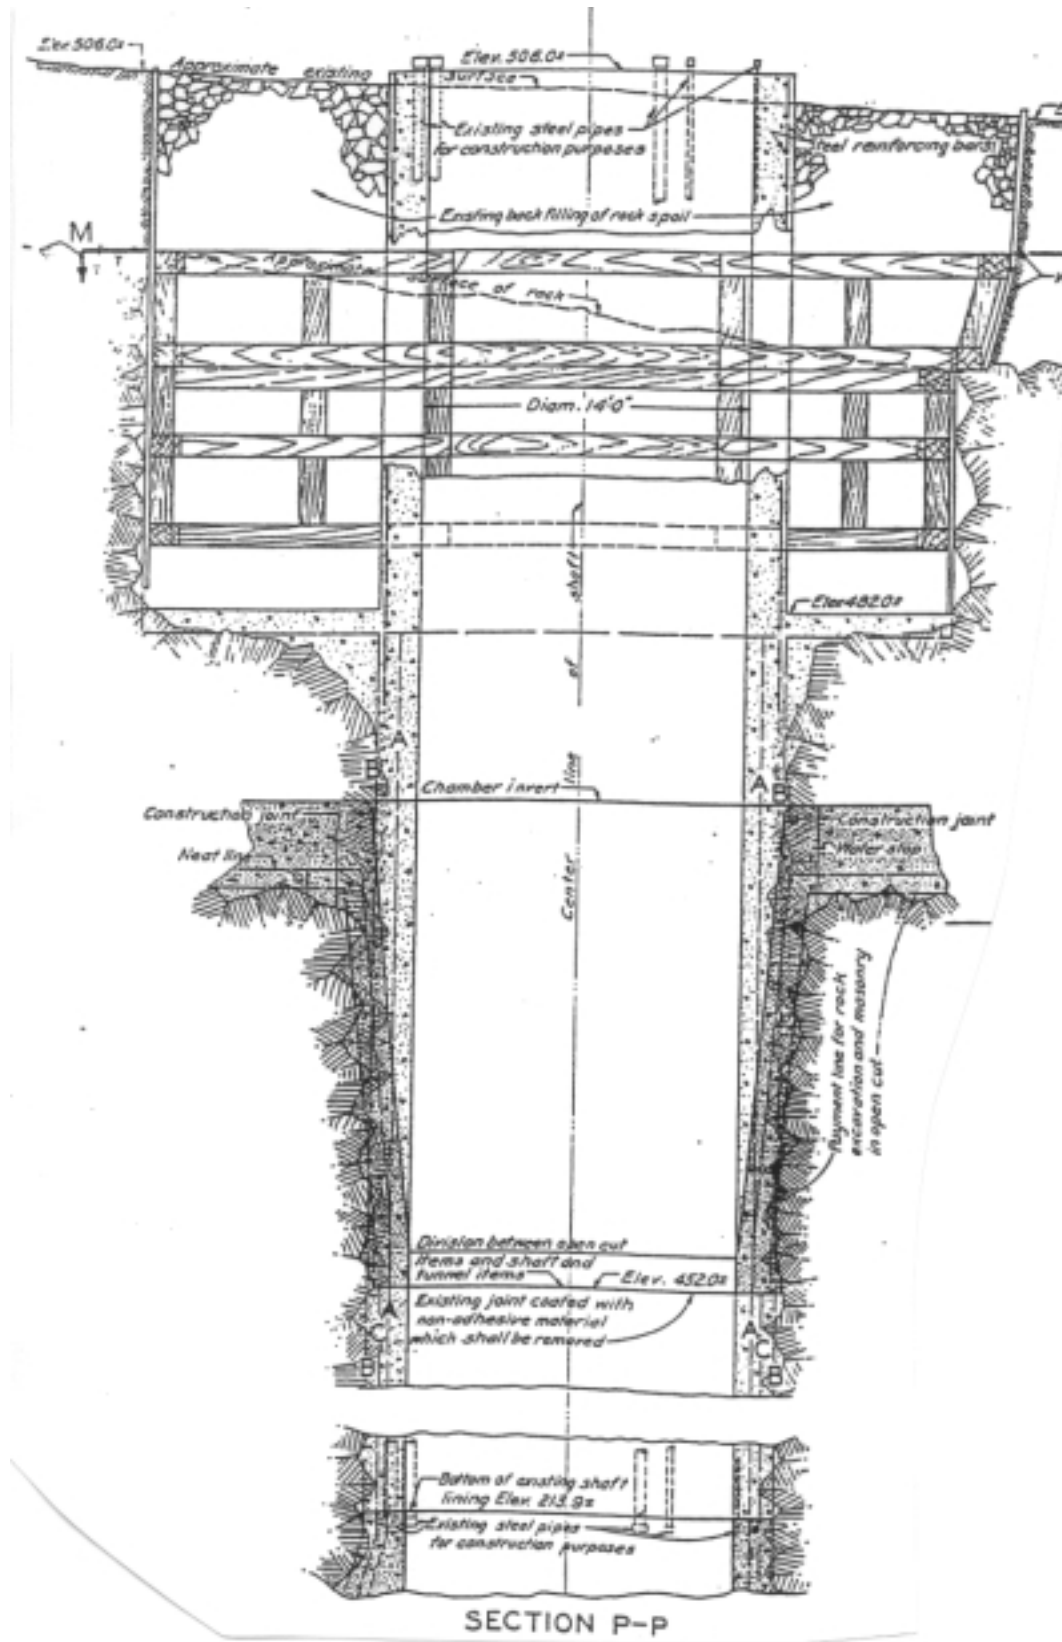 Elev. 506.0±
Approximate existing
Elev. 506.0±
surface
Existing steel pipes
for construction purposes
steel reinforcing bars
Existing back filling of rock spoil
M
Approximate
surface of rock
Diam. 14'0"
Elev. 482.0±
Center line of shaft
A
B
A
B
Chamber invert
Construction joint
Neat line
Construction joint
Water stop
Payment line for rock
excavation and masonry
in open cut
Division between open cut
items and shaft and
tunnel items
Elev. 452.0±
Existing joint coated with
non-adhesive material
which shall be removed
A
C
B
A
C
B
Bottom of existing shaft
lining Elev. 213.9±
Existing steel pipes
for construction purposes
SECTION P-P